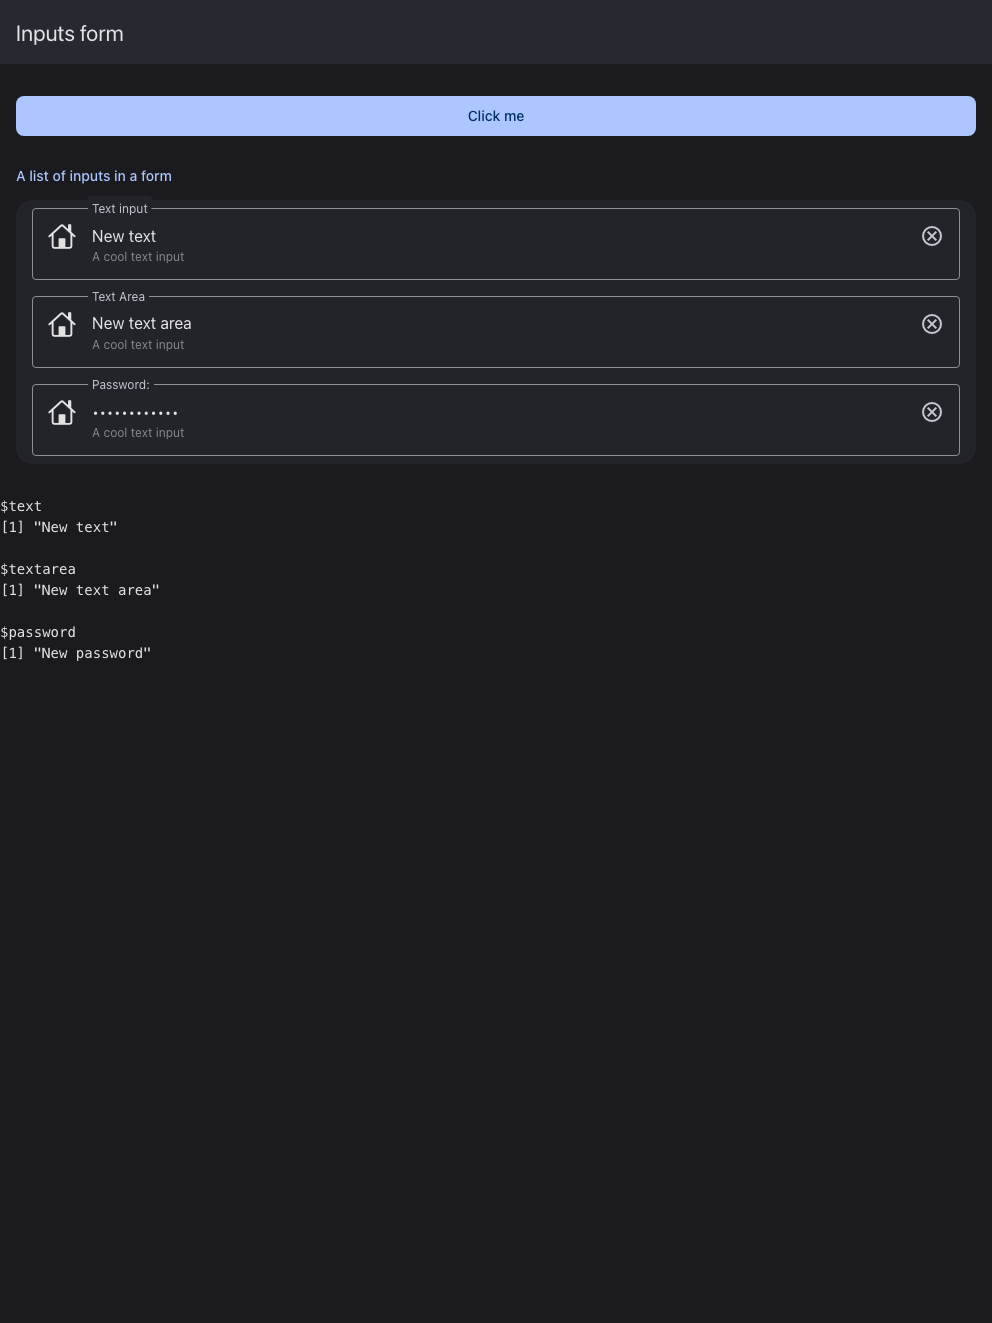 Inputs form
Click me
A list of inputs in a form
Text input
New text
A cool text input
Text Area
New text area
A cool text input
Password:
••••••••••••
A cool text input
$text
[1] "New text"
$textarea
[1] "New text area"
$password
[1] "New password"